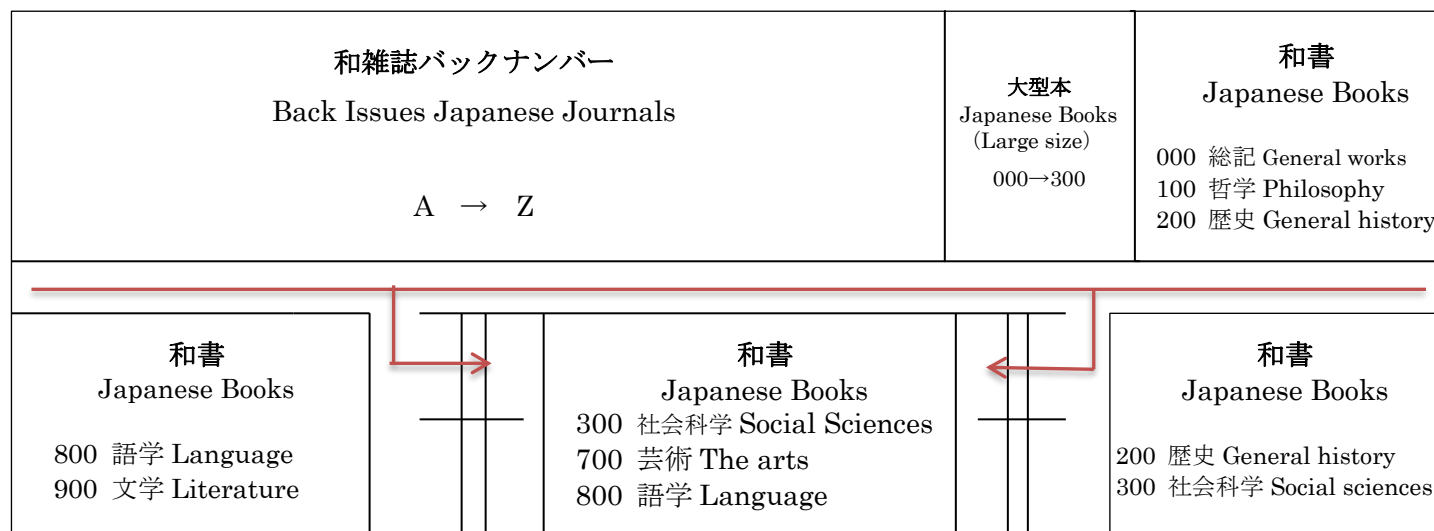 和雑誌バックナンバー
Back Issues Japanese Journals
A → Z
大型本
Japanese Books
（Large size）
000→300
和書
Japanese Books
000 総記 General works
100 哲学 Philosophy
200 歴史 General history
和書
Japanese Books
800 語学 Language
900 文学 Literature
和書
Japanese Books
300 社会科学 Social Sciences
700 芸術 The arts
800 語学 Language
和書
Japanese Books
200 歴史 General history
300 社会科学 Social sciences